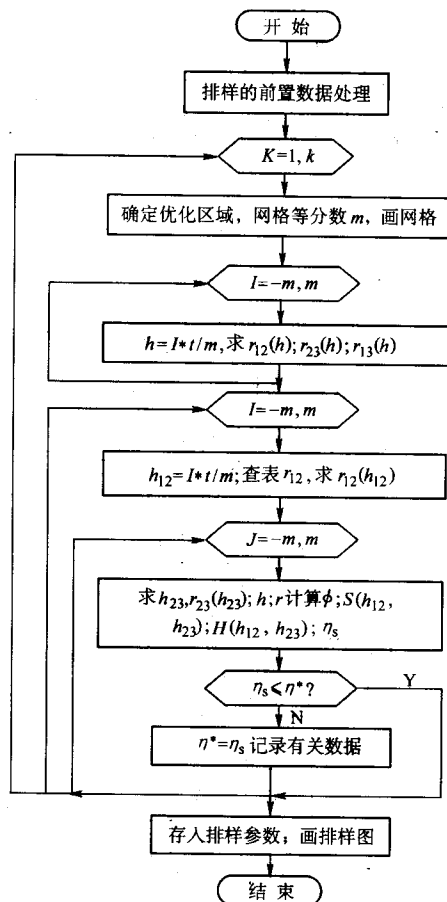 开 始
排样的前置数据处理
K=1, k
确定优化区域，网格等分数 m，画网格
I=-m, m
h=I*t/m,求 r₁₂(h);r₂₃(h);r₁₃(h)
I=-m, m
h₁₂=I*t/m;查表 r₁₂,求 r₁₂(h₁₂)
J=-m, m
求 h₂₃,r₂₃(h₂₃);h;r 计算ϕ;S(h₁₂,
h₂₃);H(h₁₂, h₂₃); ηs
ηs≤η*?
Y
N
η*=ηs 记录有关数据
存入排样参数；画排样图
结 束